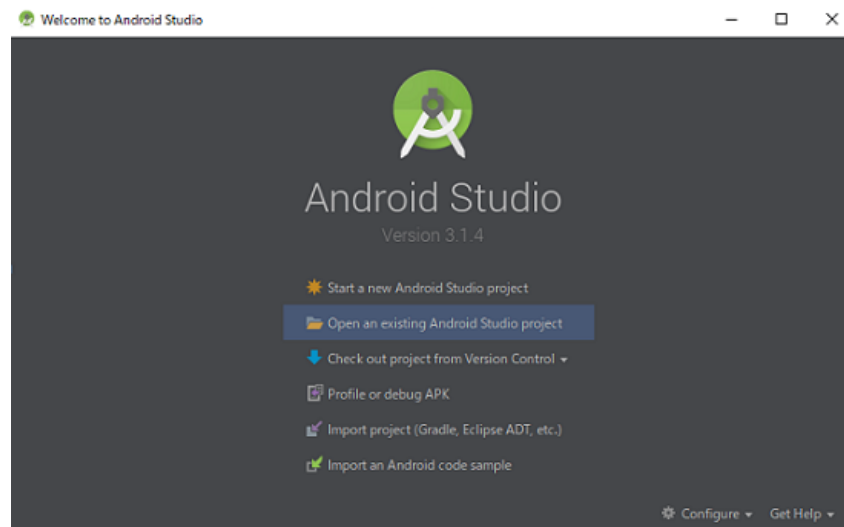 Welcome to Android Studio
Android Studio
Version 3.1.4
Start a new Android Studio project
Open an existing Android Studio project
Check out project from Version Control
Profile or debug APK
Import project (Gradle, Eclipse ADT, etc.)
Import an Android code sample
Configure Get Help